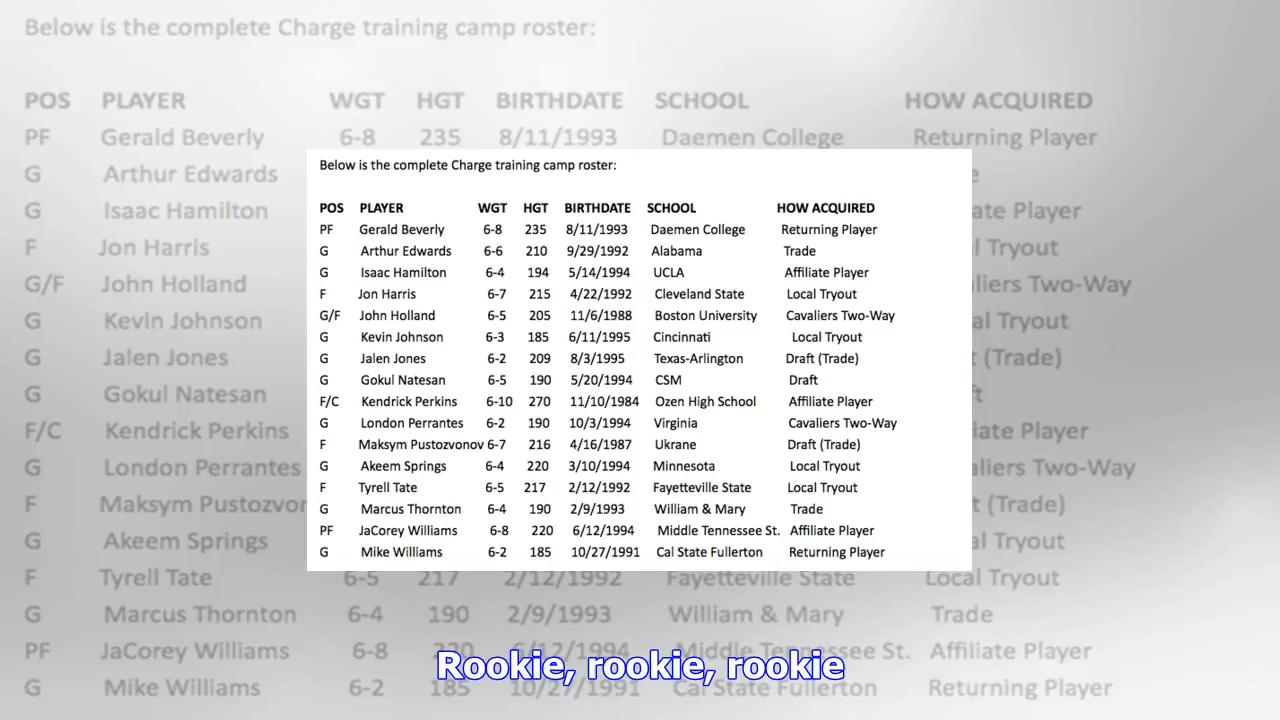 Below is the complete Charge training camp roster:
POS PLAYER WGT HGT BIRTHDATE SCHOOL HOW ACQUIRED
PF Gerald Beverly 6-8 235 8/11/1993 Daemen College Returning Player
G Arthur Edwards 6-6 210 9/29/1992 Alabama Trade
G Isaac Hamilton 6-4 194 5/14/1994 UCLA Affiliate Player
F Jon Harris 6-7 215 4/22/1992 Cleveland State Local Tryout
G/F John Holland 6-5 205 11/6/1988 Boston University Cavaliers Two-Way
G Kevin Johnson 6-3 185 6/11/1995 Cincinnati Local Tryout
G Jalen Jones 6-2 209 8/3/1995 Texas-Arlington Draft (Trade)
G Gokul Natesan 6-5 190 5/20/1994 CSM Draft
F/C Kendrick Perkins 6-10 270 11/10/1984 Ozen High School Affiliate Player
G London Perrantes 6-2 190 10/3/1994 Virginia Cavaliers Two-Way
F Maksym Pustozvonov 6-7 216 4/16/1987 Ukrane Draft (Trade)
G Akeem Springs 6-4 220 3/10/1994 Minnesota Local Tryout
F Tyrell Tate 6-5 217 2/12/1992 Fayetteville State Local Tryout
G Marcus Thornton 6-4 190 2/9/1993 William & Mary Trade
PF JaCorey Williams 6-8 220 6/12/1994 Middle Tennessee St. Affiliate Player
G Mike Williams 6-2 185 10/27/1991 Cal State Fullerton Returning Player
Rookie, rookie, rookie